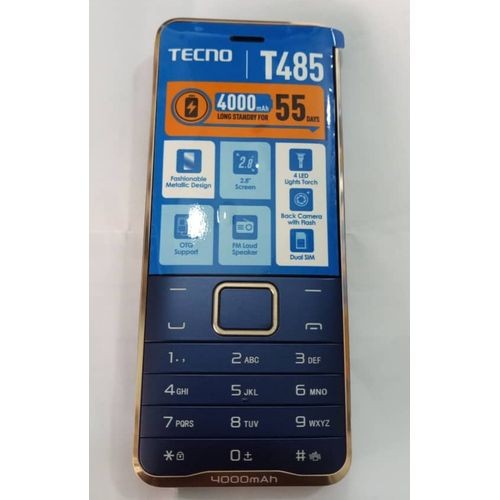 TECNO
T485
4000mAh
LONG STANDBY FOR
55 DAYS
Fashionable
Metallic Design
2.8"
2.8"
Screen
4 LED
Lights Torch
OTG
Support
FM Loud
Speaker
Back Camera
with Flash
Dual SIM
1.,
2 ABC
3 DEF
4 GHI
5 JKL
6 MNO
7 PQRS
8 TUV
9 WXYZ
*
0 ±
#
4000mAh